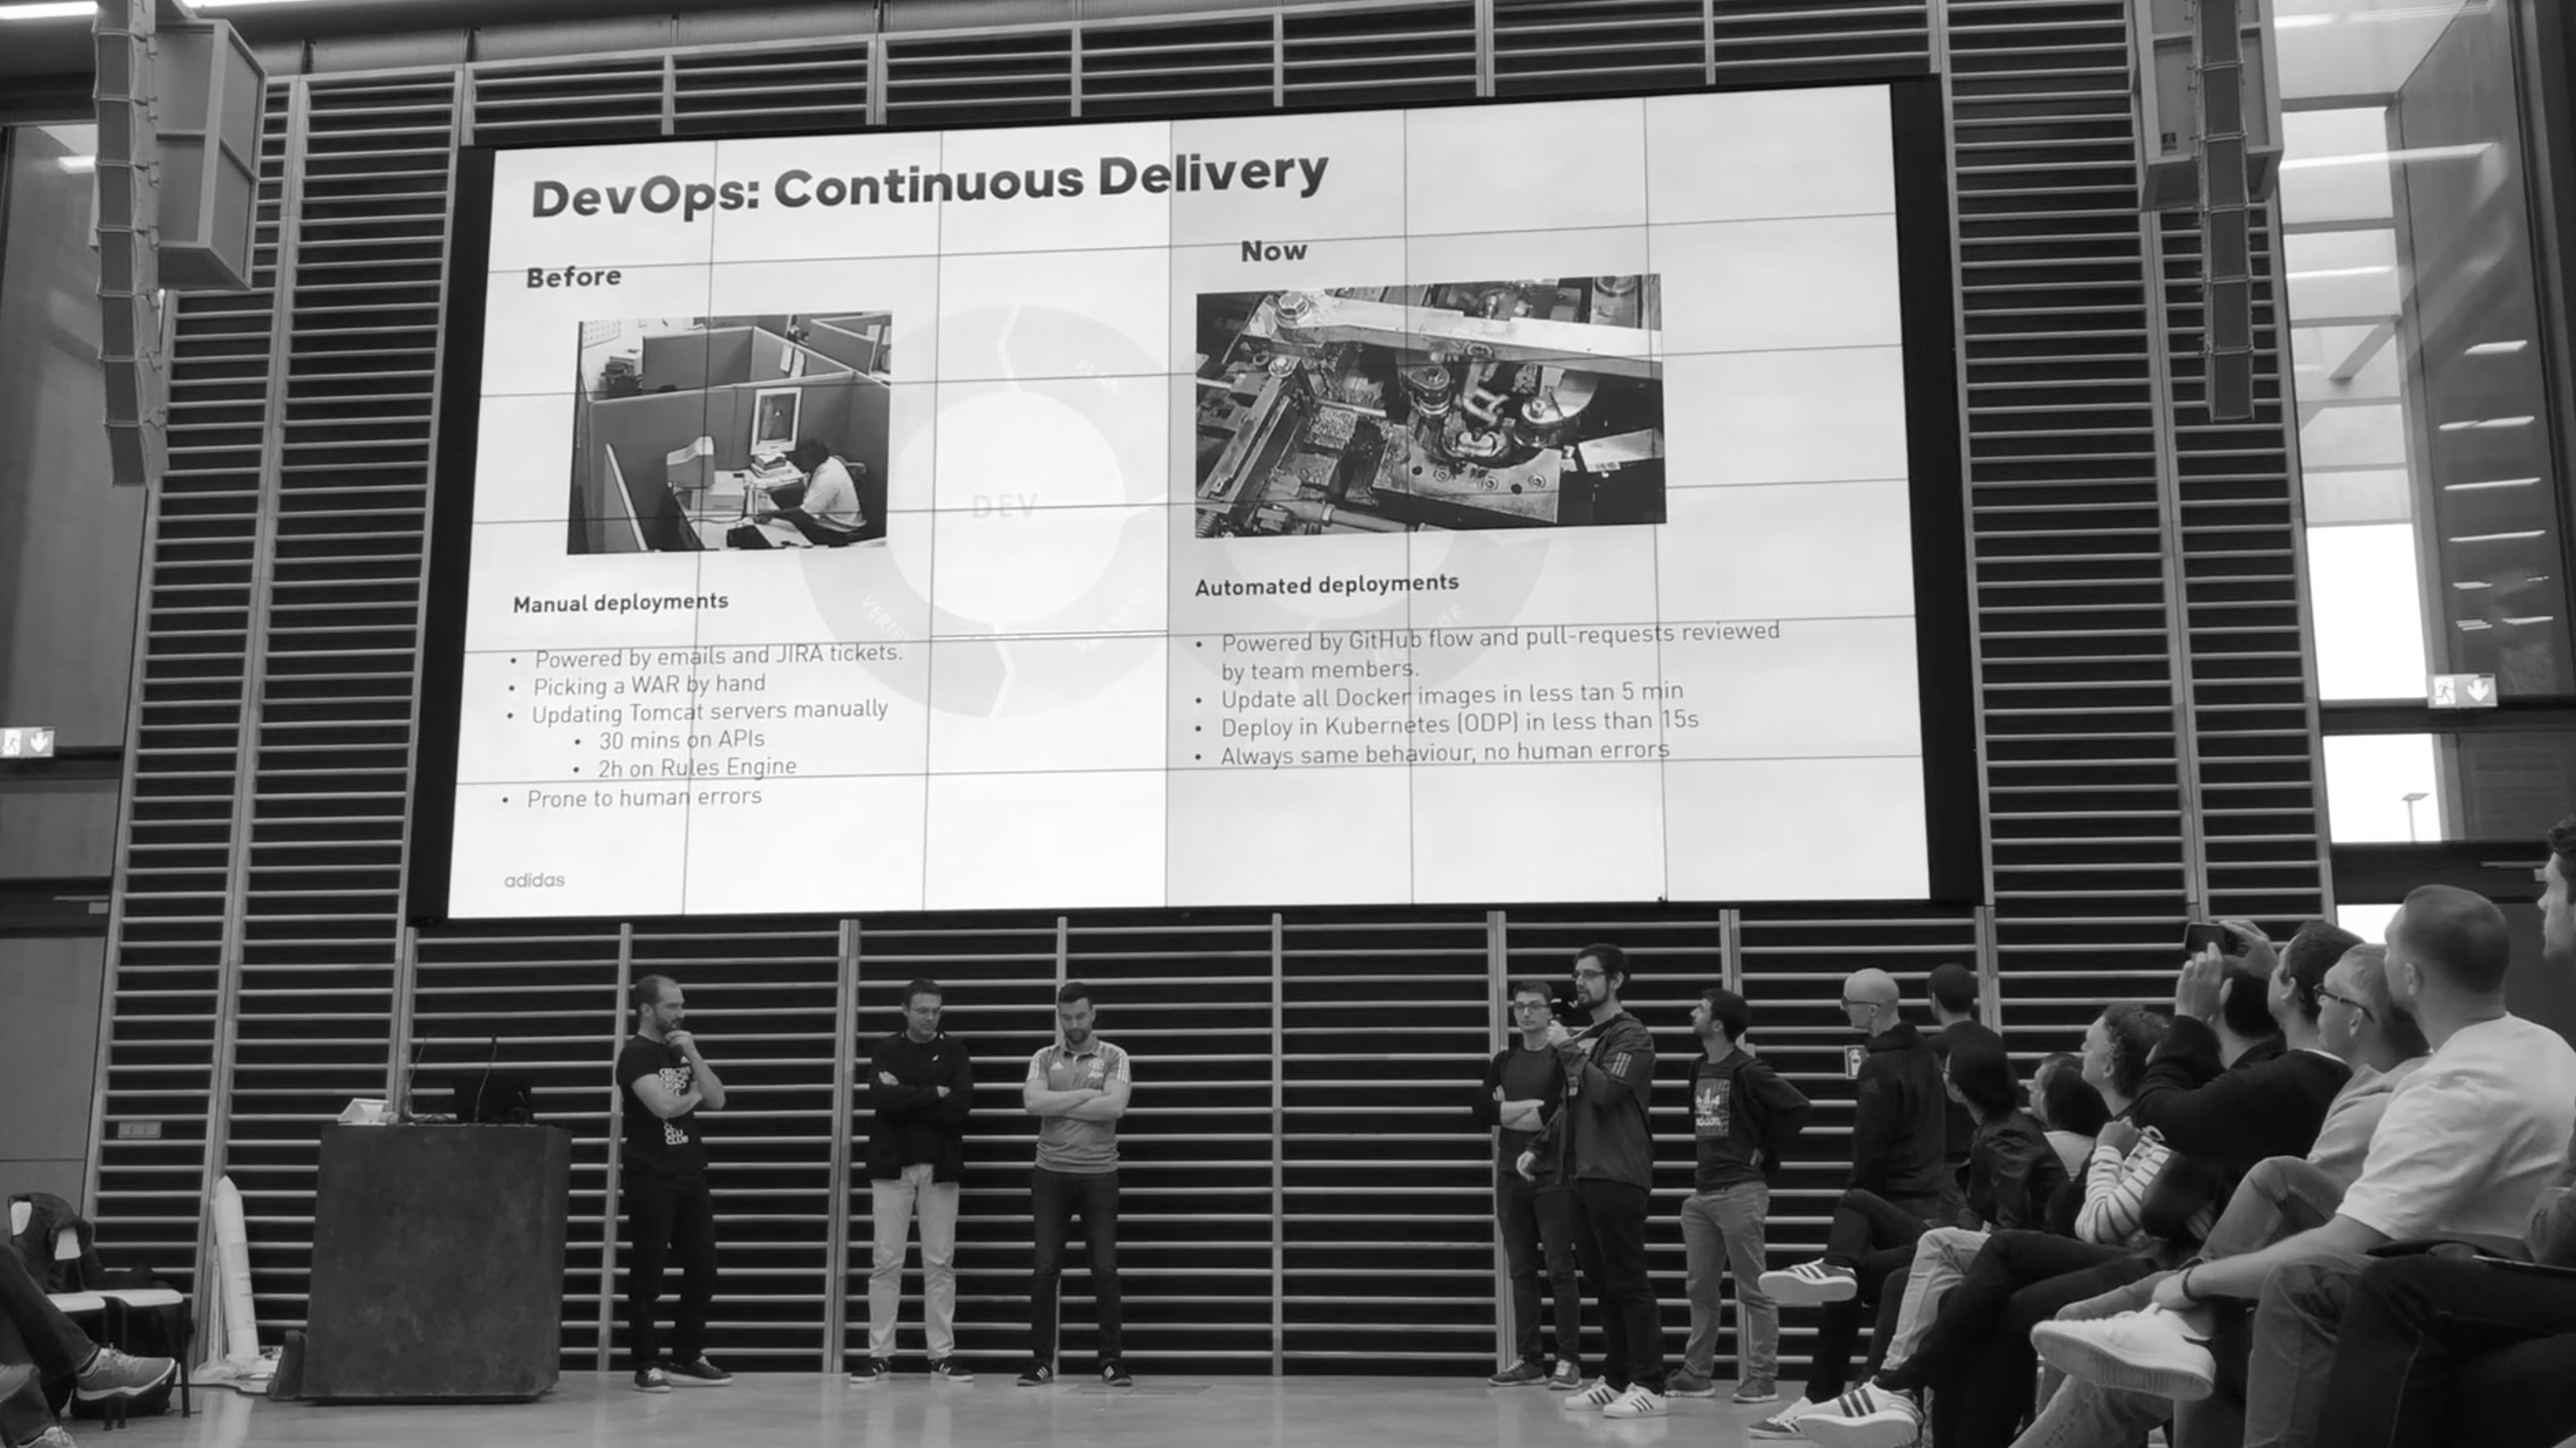 DevOps: Continuous Delivery
Before
Now
PLAN
DEV
VERIFY
Manual deployments
• Powered by emails and JIRA tickets.
• Picking a WAR by hand
• Updating Tomcat servers manually
• 30 mins on APIs
• 2h on Rules Engine
• Prone to human errors
Automated deployments
• Powered by GitHub flow and pull-requests reviewed
by team members.
• Update all Docker images in less tan 5 min
• Deploy in Kubernetes (ODP) in less than 15s
• Always same behaviour, no human errors
adidas